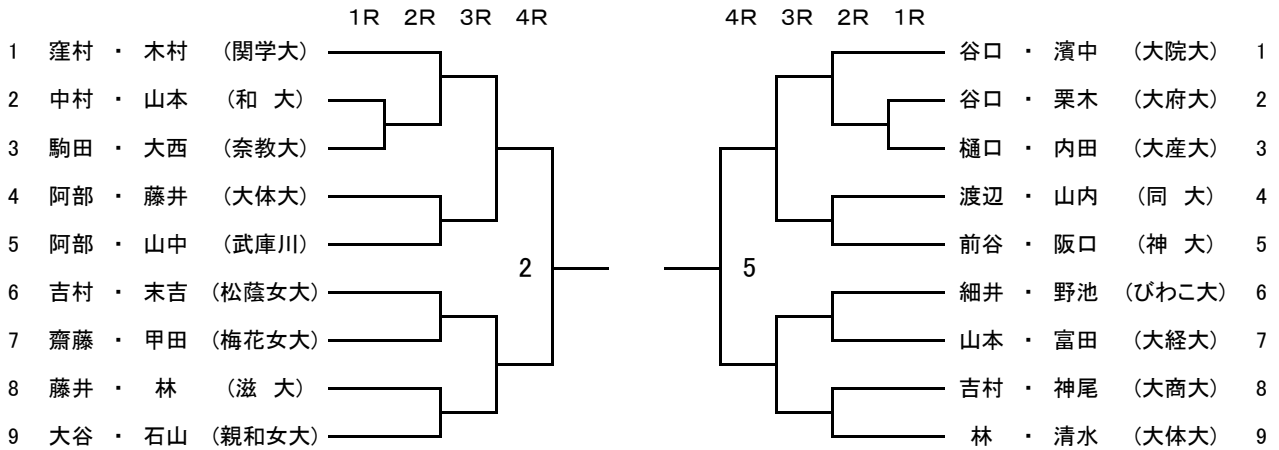 1R 2R 3R 4R
4R 3R 2R 1R
1 窪村 ・ 木村 (関学大)
2 中村 ・ 山本 (和 大)
3 駒田 ・ 大西 (奈教大)
4 阿部 ・ 藤井 (大体大)
5 阿部 ・ 山中 (武庫川)
6 吉村 ・ 末吉 (松蔭女大)
7 齋藤 ・ 甲田 (梅花女大)
8 藤井 ・ 林 (滋 大)
9 大谷 ・ 石山 (親和女大)
2
5
谷口 ・ 濱中 (大院大) 1
谷口 ・ 栗木 (大府大) 2
樋口 ・ 内田 (大産大) 3
渡辺 ・ 山内 (同 大) 4
前谷 ・ 阪口 (神 大) 5
細井 ・ 野池 (びわこ大) 6
山本 ・ 富田 (大経大) 7
吉村 ・ 神尾 (大商大) 8
林 ・ 清水 (大体大) 9